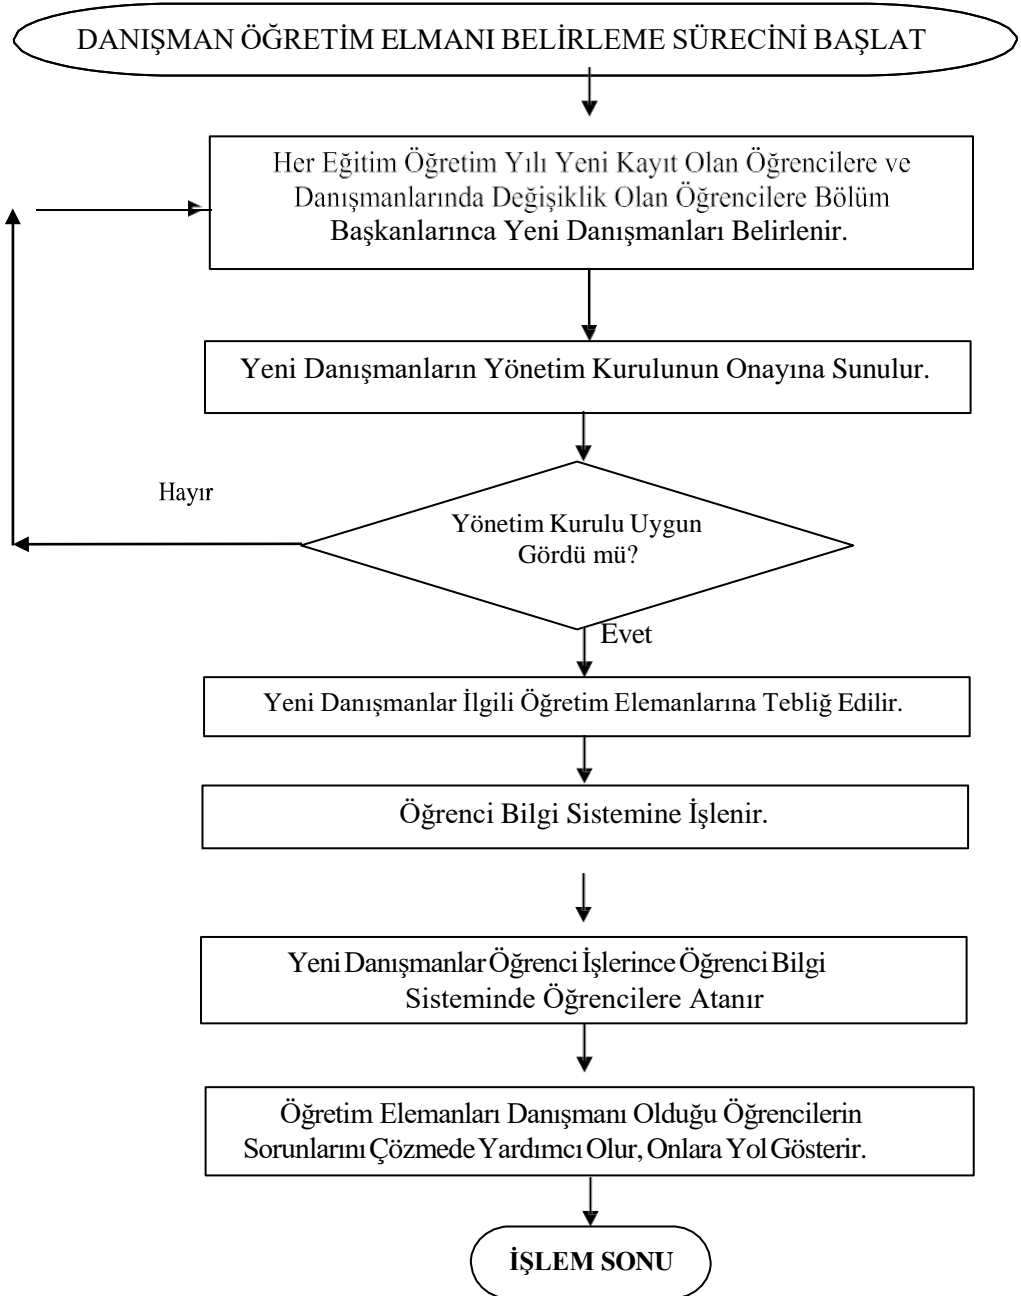 DANIŞMAN ÖĞRETİM ELMANI BELİRLEME SÜRECİNİ BAŞLAT
Her Eğitim Öğretim Yılı Yeni Kayıt Olan Öğrencilere ve
Danışmanlarında Değişiklik Olan Öğrencilere Bölüm
Başkanlarınca Yeni Danışmanları Belirlenir.
Yeni Danışmanların Yönetim Kurulunun Onayına Sunulur.
Hayır
Yönetim Kurulu Uygun
Gördü mü?
Evet
Yeni Danışmanlar İlgili Öğretim Elemanlarına Tebliğ Edilir.
Öğrenci Bilgi Sistemine İşlenir.
Yeni Danışmanlar Öğrenci İşlerince Öğrenci Bilgi
Sisteminde Öğrencilere Atanır
Öğretim Elemanları Danışmanı Olduğu Öğrencilerin
Sorunlarını Çözmede Yardımcı Olur, Onlara Yol Gösterir.
İŞLEM SONU